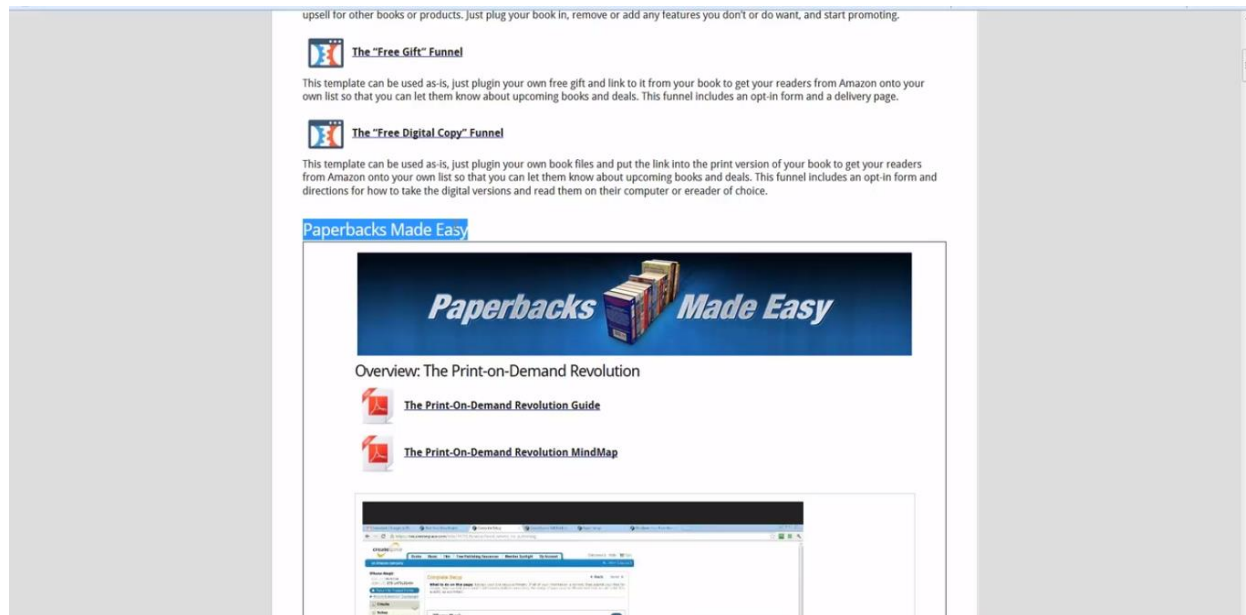 upsell for other books or products. Just plug your book in, remove or add any features you don't or do want, and start promoting.
The "Free Gift" Funnel
This template can be used as-is, just plugin your own free gift and link to it from your book to get your readers from Amazon onto your
own list so that you can let them know about upcoming books and deals. This funnel includes an opt-in form and a delivery page.
The "Free Digital Copy" Funnel
This template can be used as-is, just plugin your own book files and put the link into the print version of your book to get your readers
from Amazon onto your own list so that you can let them know about upcoming books and deals. This funnel includes an opt-in form and
directions for how to take the digital versions and read them on their computer or ereader of choice.
Paperbacks Made Easy
Paperbacks Made Easy
Overview: The Print-on-Demand Revolution
The Print-On-Demand Revolution Guide
The Print-On-Demand Revolution MindMap
Complete Setup